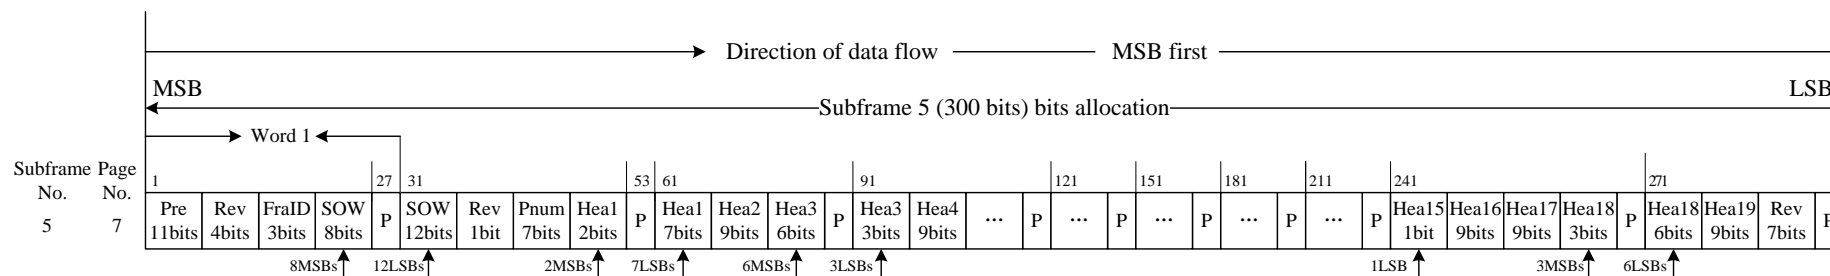 Direction of data flow MSB first
MSB LSB
Subframe 5 (300 bits) bits allocation
Word 1
Subframe Page
No. No.
1 27 31 53 61 91 121 151 181 211 241 271
Pre Rev FraID SOW P SOW Rev Pnum Hea1 P Hea1 Hea2 Hea3 P Hea3 Hea4 ... P ... P ... P ... P ... P Hea15 Hea16 Hea17 Hea18 P Hea18 Hea19 Rev P
5 7 11bits 4bits 3bits 8bits 12bits 1bit 7bits 2bits 7bits 9bits 6bits 3bits 9bits 1bit 9bits 9bits 3bits 6bits 9bits 7bits
8MSBs 12LSBs 2MSBs 7LSBs 6MSBs 3LSBs 1LSB 3MSBs 6LSBs